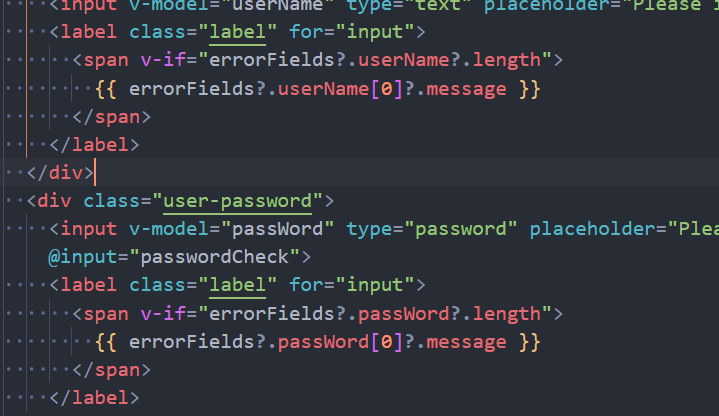 <input v-model="userName" type="text" placeholder="Please i
<label class="label" for="input">
<span v-if="errorFields?.userName?.length">
{{ errorFields?.userName[0]?.message }}
</span>
</label>
</div>
<div class="user-password">
<input v-model="passWord" type="password" placeholder="Plea
@input="passwordCheck">
<label class="label" for="input">
<span v-if="errorFields?.passWord?.length">
{{ errorFields?.passWord[0]?.message }}
</span>
</label>